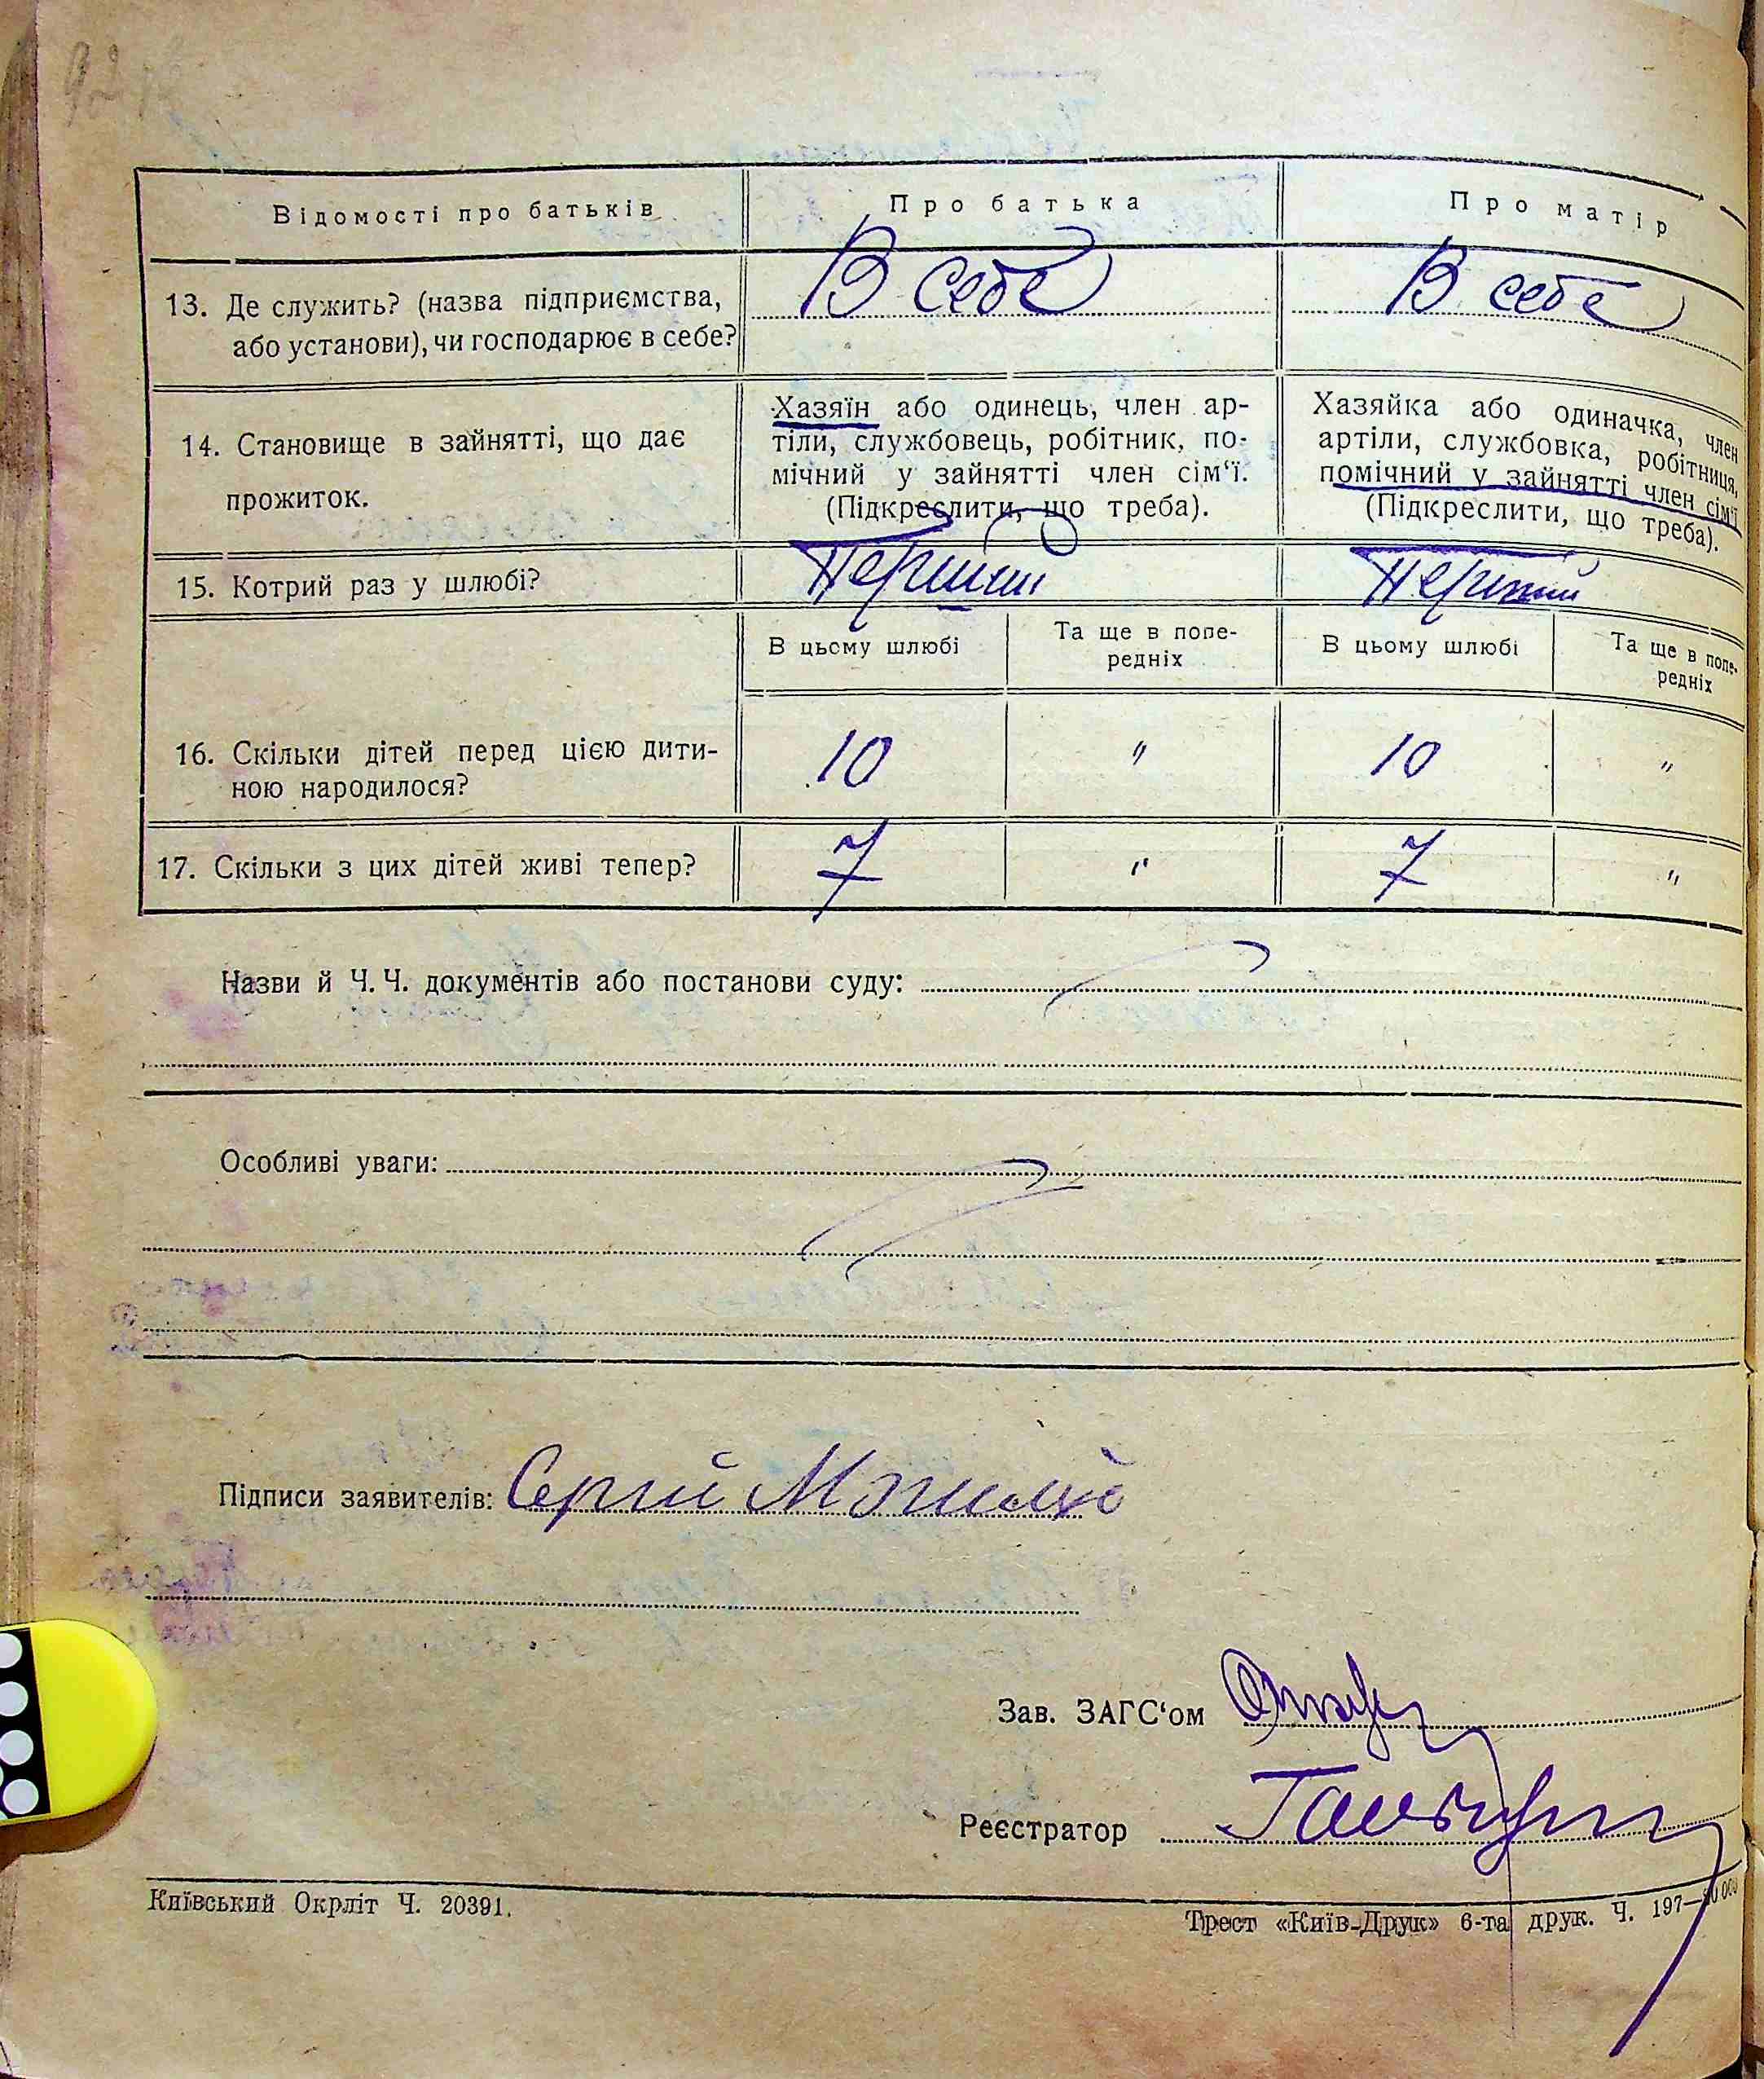 Відомості про батьків
Про батька
Про матір
13. Де служить? (назва підприємства,
або установи), чи господарює в себе?
В себе
В себе
14. Становище в зайнятті, що дає
прожиток.
Хазяїн або одинець, член ар-
тіли, службовець, робітник, по-
мічний у зайнятті член сім‘ї.
(Підкреслити, що треба).
Хазяйка або одиначка, член
артіли, службовка, робітниця,
помічний у зайнятті член сім‘ї
(Підкреслити, що треба).
15. Котрий раз у шлюбі?
Перший
Перший
В цьому шлюбі
Та ще в попе-
редніх
В цьому шлюбі
Та ще в попе-
редніх
16. Скільки дітей перед цією дити-
ною народилося?
10
"
10
"
17. Скільки з цих дітей живі тепер?
7
"
7
"
Назви й Ч. Ч. документів або постанови суду:
Особливі уваги:
Підписи заявителів: Сергій
Зав. ЗАГС‘ом
Реєстратор
Київський Окрліт Ч. 20391.
Трест «Київ-Друк» 6-та друк. Ч. 197—